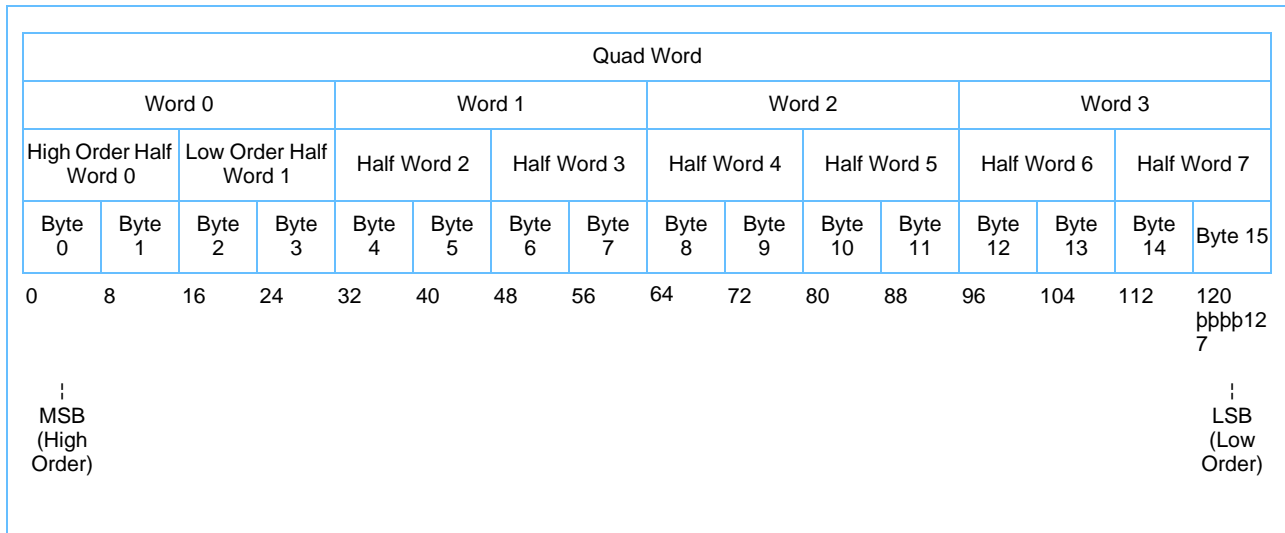 Quad Word
Word 0 Word 1 Word 2 Word 3
High Order Half Low Order Half Half Word 2 Half Word 3 Half Word 4 Half Word 5 Half Word 6 Half Word 7
Word 0 Word 1
Byte Byte Byte Byte Byte Byte Byte Byte Byte Byte Byte Byte Byte Byte Byte Byte 15
0 1 2 3 4 5 6 7 8 9 10 11 12 13 14
0 8 16 24 32 40 48 56 64 72 80 88 96 104 112 120
þþþþ12
7
¦ ¦
MSB LSB
(High (Low
Order) Order)